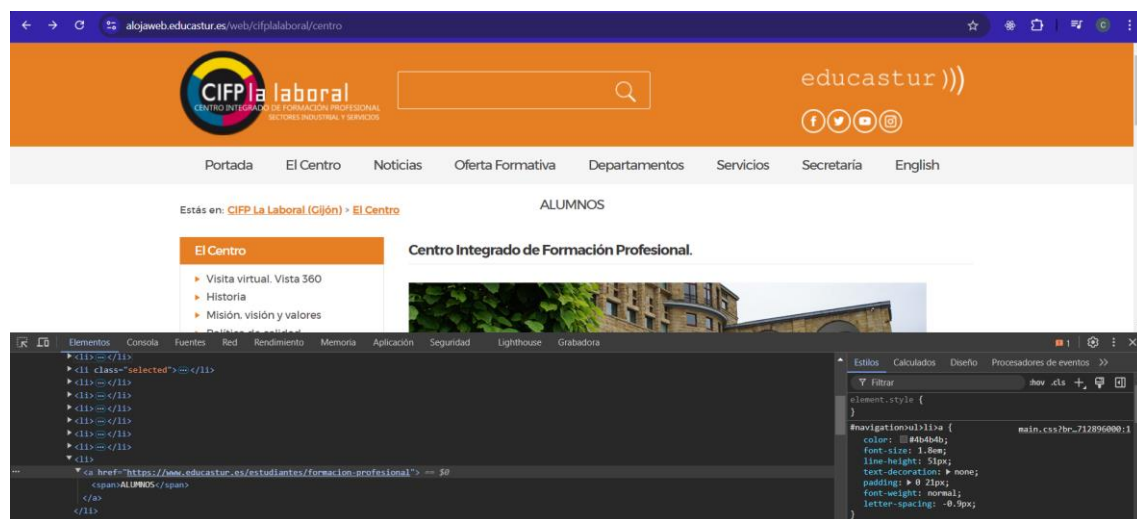 alojaweb.educastur.es/web/cifplalaboral/centro
CIFP la laboral
CENTRO INTEGRADO DE FORMACIÓN PROFESIONAL
SECTORES INDUSTRIAL Y SERVICIOS
educastur)))
Portada El Centro Noticias Oferta Formativa Departamentos Servicios Secretaría English
ALUMNOS
Estás en: CIFP La Laboral (Gijón) > El Centro
El Centro
Visita virtual. Vista 360
Historia
Misión, visión y valores
Política de calidad
Centro Integrado de Formación Profesional.
Elementos Consola Fuentes Red Rendimiento Memoria Aplicación Seguridad Lighthouse Grabadora 1
<li>⋯</li>
<li class="selected">⋯</li>
<li>⋯</li>
<li>⋯</li>
<li>⋯</li>
<li>⋯</li>
<li>⋯</li>
<li>⋯</li>
<li>
<a href="https://www.educastur.es/estudiantes/formacion-profesional"> == $0
<span>ALUMNOS</span>
</a>
</li>
Estilos Calculados Diseño Procesadores de eventos
Filtrar :hov .cls
element.style {
}
#navigation>ul>li>a { main.css?br…712896000:1
color: #4b4b4b;
font-size: 1.8em;
line-height: 51px;
text-decoration: none;
padding: 0 21px;
font-weight: normal;
letter-spacing: -0.9px;
}